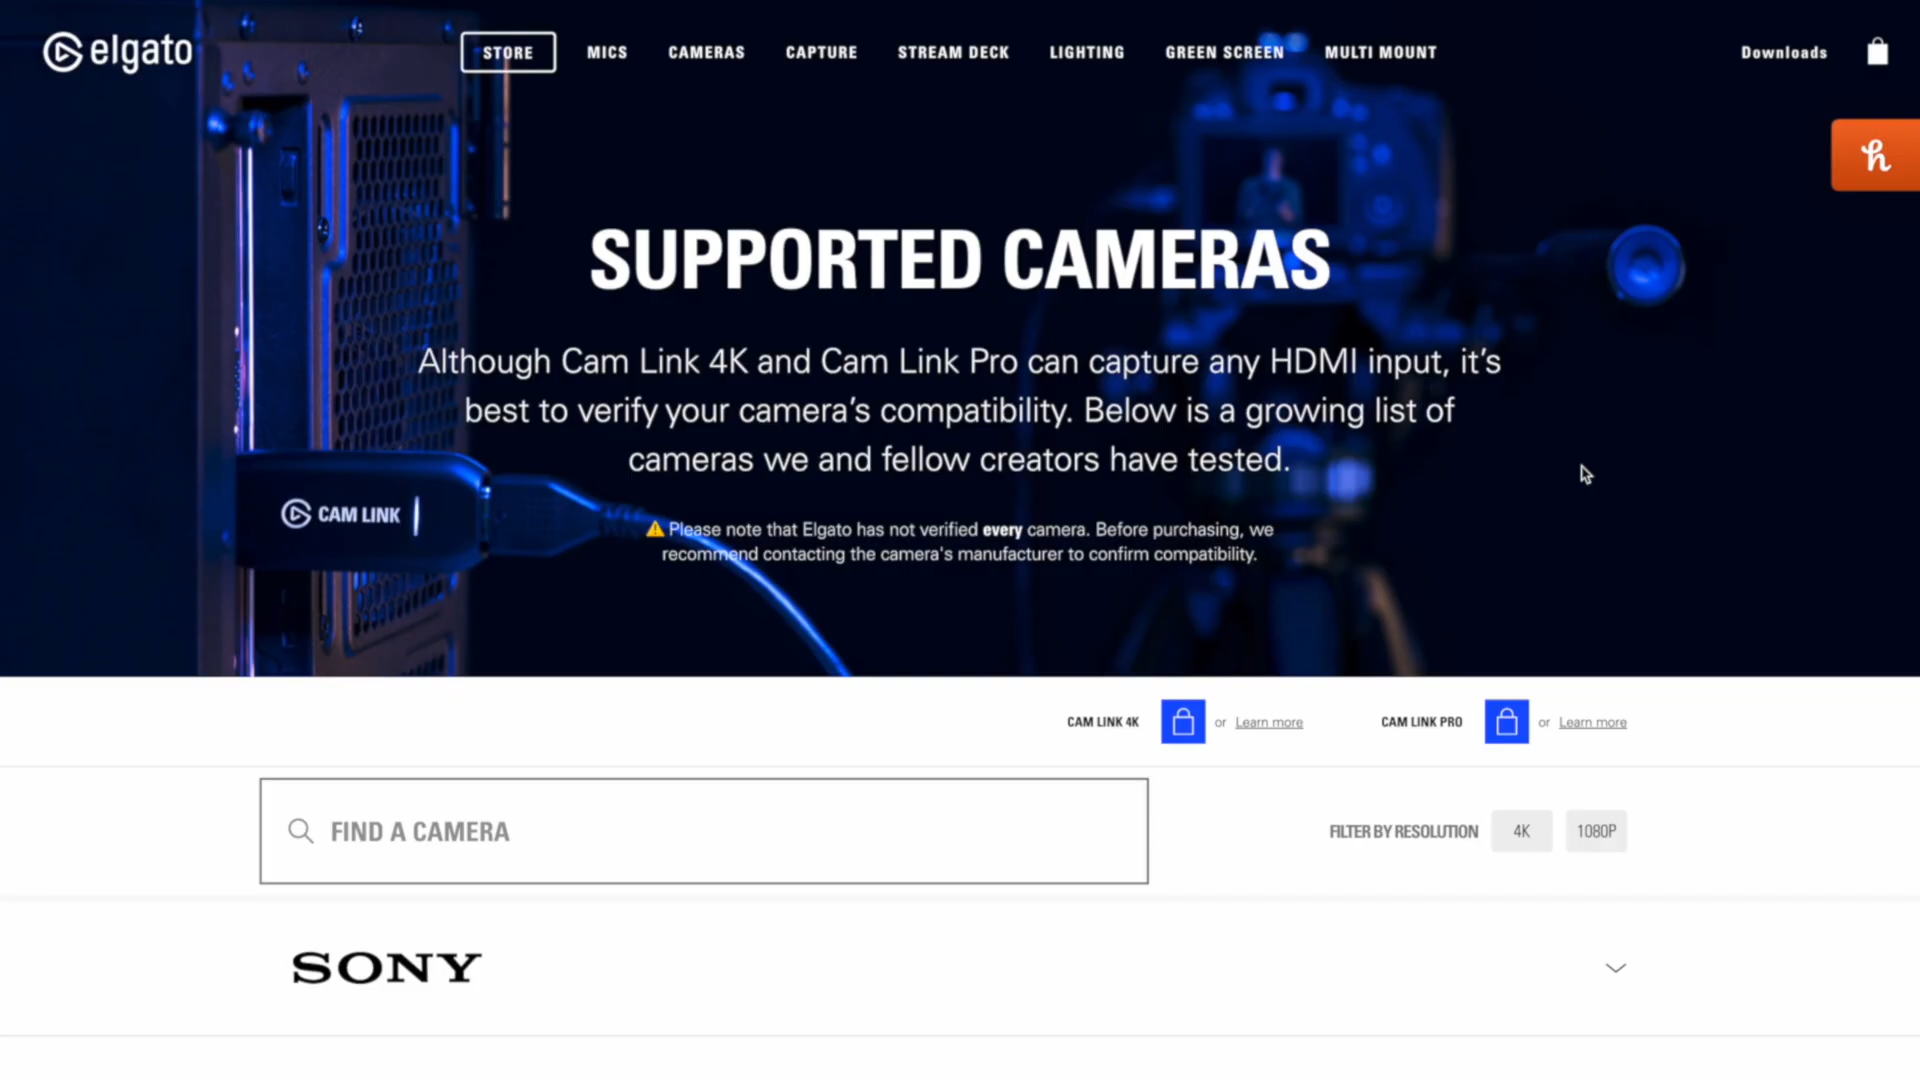 elgato
STORE
MICS
CAMERAS
CAPTURE
STREAM DECK
LIGHTING
GREEN SCREEN
MULTI MOUNT
Downloads
h
SUPPORTED CAMERAS
Although Cam Link 4K and Cam Link Pro can capture any HDMI input, it's
best to verify your camera's compatibility. Below is a growing list of
cameras we and fellow creators have tested.
CAM LINK
⚠ Please note that Elgato has not verified every camera. Before purchasing, we
recommend contacting the camera's manufacturer to confirm compatibility.
CAM LINK 4K
or
Learn more
CAM LINK PRO
or
Learn more
FIND A CAMERA
FILTER BY RESOLUTION
4K
1080P
SONY